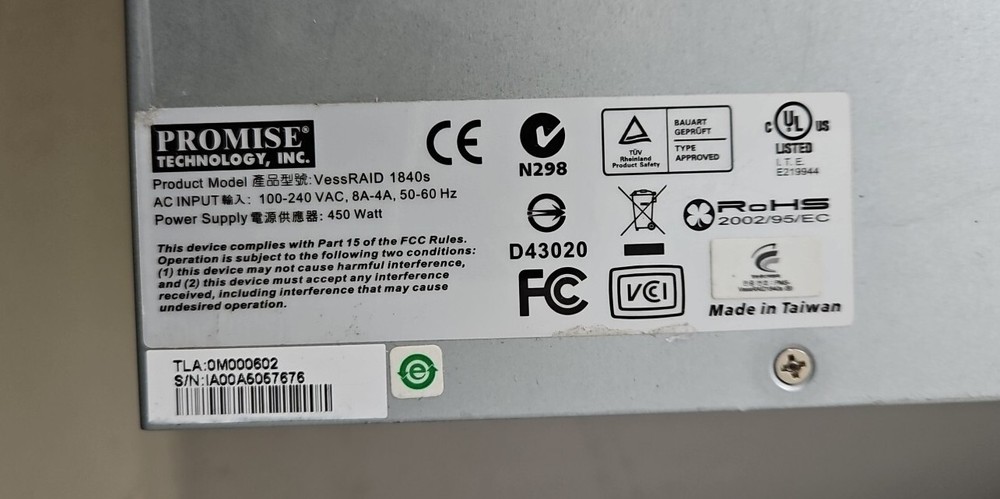 PROMISE®
TECHNOLOGY, INC.
Product Model 產品型號: VessRAID 1840s
AC INPUT 輸入: 100-240 VAC, 8A-4A, 50-60 Hz
Power Supply 電源供應器: 450 Watt
This device complies with Part 15 of the FCC Rules.
Operation is subject to the following two conditions:
(1) this device may not cause harmful interference,
and (2) this device must accept any interference
received, including interference that may cause
undesired operation.
CE
N298
D43020
FC
TÜV
Rheinland
Product Safety
BAUART
GEPRÜFT
TYPE
APPROVED
VCI
C UL US
LISTED
I.T.E.
E219944
RoHS
2002/95/EC
Made in Taiwan
TLA:0M000602
S/N:IA00A5057676
e